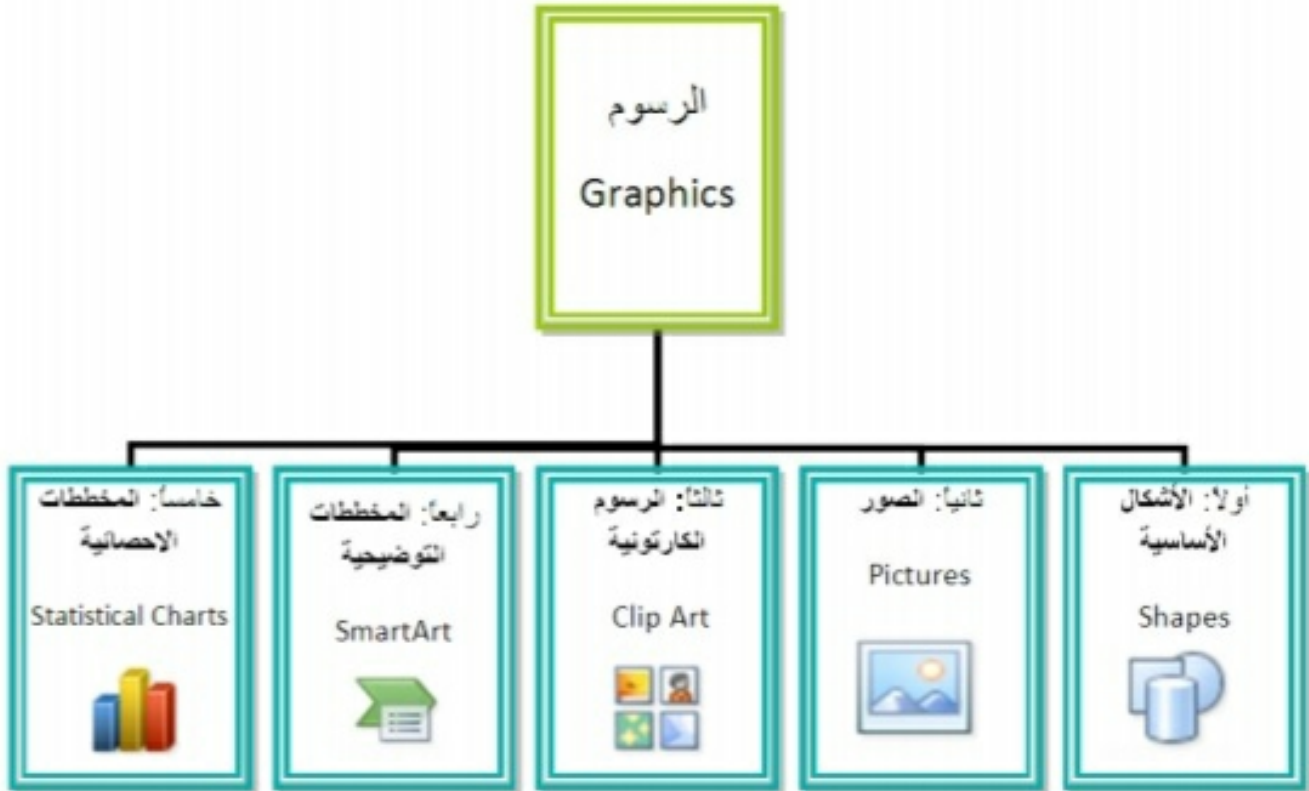 الرسوم
Graphics
أولاً: الأشكال
الأساسية
Shapes
ثانياً: الصور
Pictures
ثالثاً: الرسوم
الكارتونية
Clip Art
رابعاً: المخططات
التوضيحية
SmartArt
خامساً: المخططات
الاحصائية
Statistical Charts